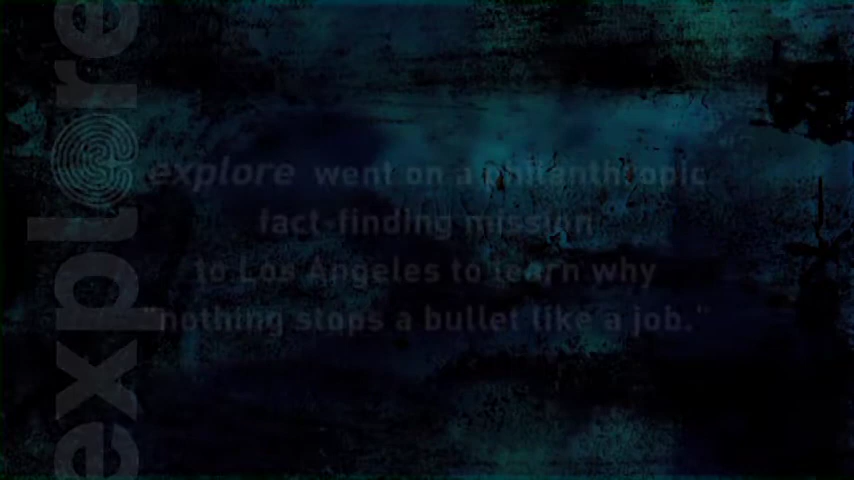 explore
explore went on a philanthropic
fact-finding mission
to Los Angeles to learn why
"nothing stops a bullet like a job."